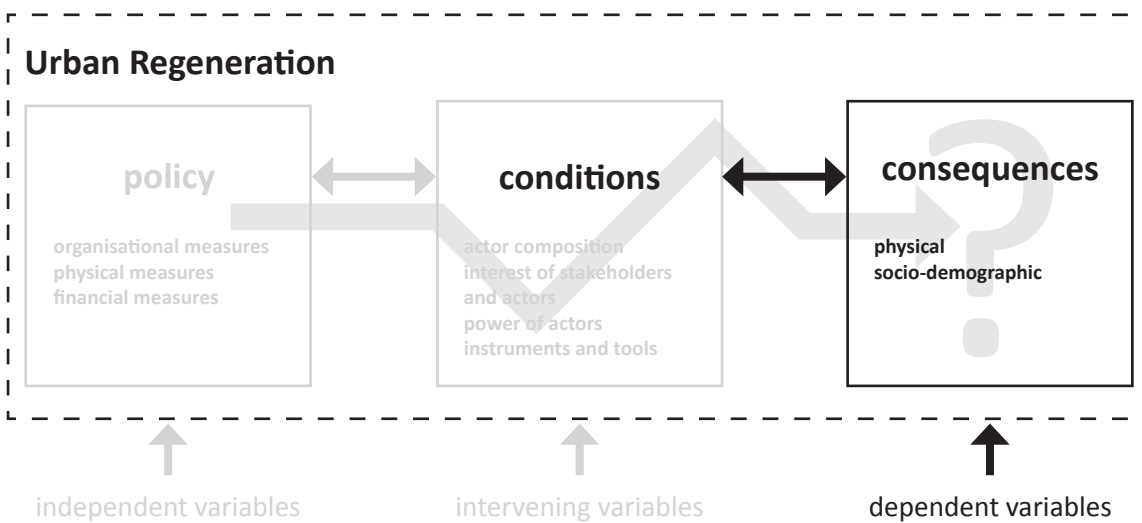 Urban Regeneration
policy
organisational measures
physical measures
financial measures
conditions
actor composition
interest of stakeholders
and actors
power of actors
instruments and tools
consequences
physical
socio-demographic
?
independent variables
intervening variables
dependent variables